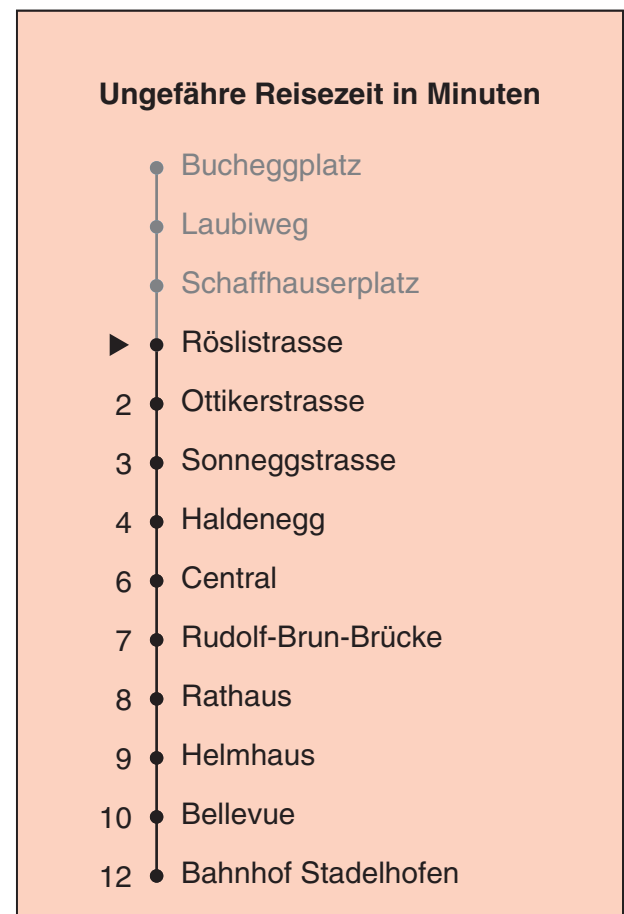 Ungefähre Reisezeit in Minuten
Bucheggplatz
Laubiweg
Schaffhauserplatz
Röslistrasse
2 Ottikerstrasse
3 Sonneggstrasse
4 Haldenegg
6 Central
7 Rudolf-Brun-Brücke
8 Rathaus
9 Helmhaus
10 Bellevue
12 Bahnhof Stadelhofen